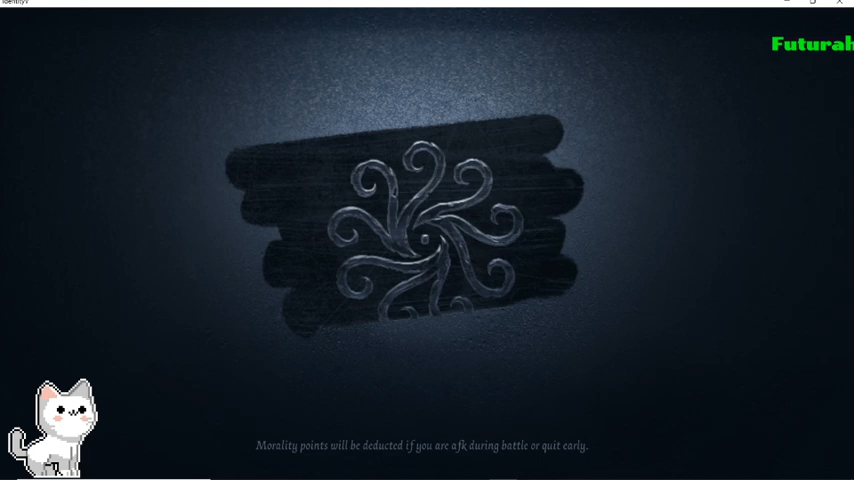 IdentityV
Futurah
Morality points will be deducted if you are afk during battle or quit early.